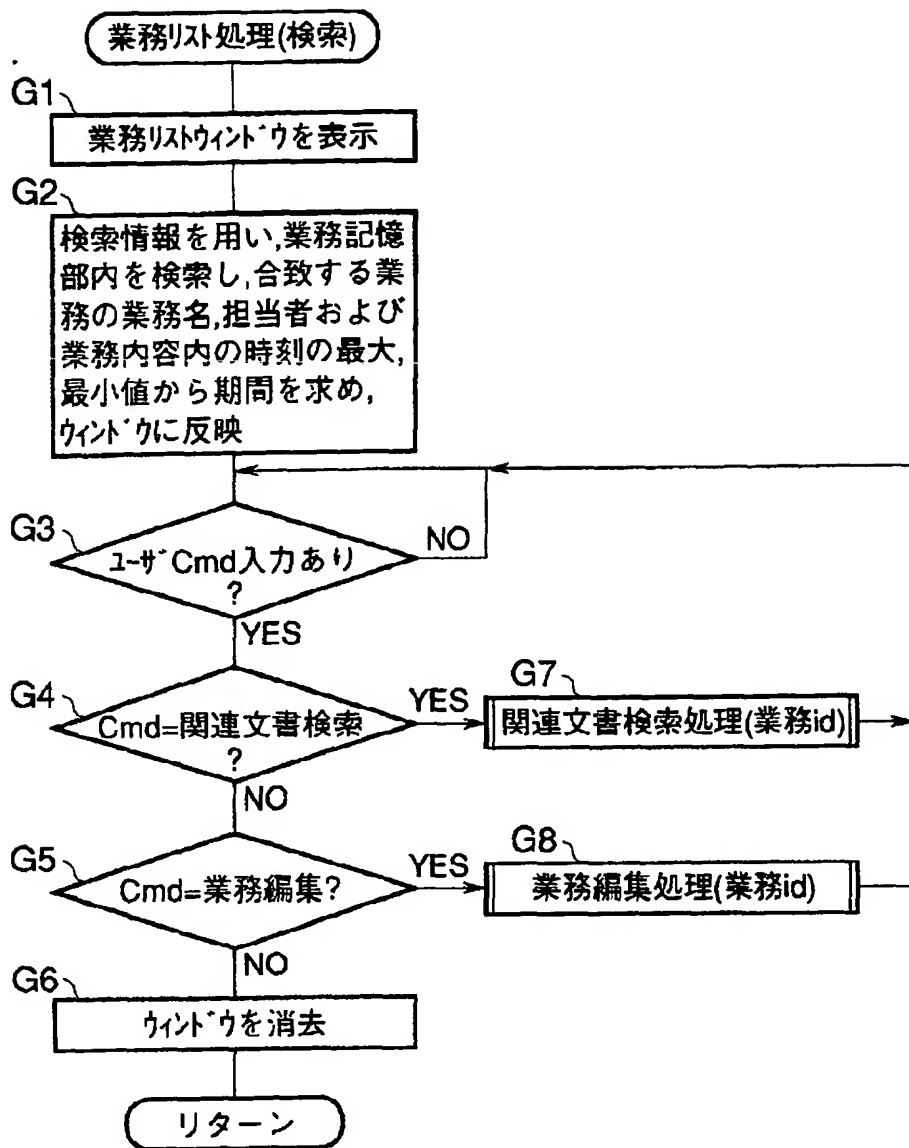 業務リスト処理(検索)
G1
業務リストウィンドウを表示
G2
検索情報を用い,業務記憶
部内を検索し,合致する業
務の業務名,担当者および
業務内容内の時刻の最大,
最小値から期間を求め,
ウィンドウに反映
G3
ユーザCmd入力あり
?
NO
YES
G4
Cmd=関連文書検索
?
YES
G7
関連文書検索処理(業務id)
NO
G5
Cmd=業務編集?
YES
G8
業務編集処理(業務id)
NO
G6
ウィンドウを消去
リターン